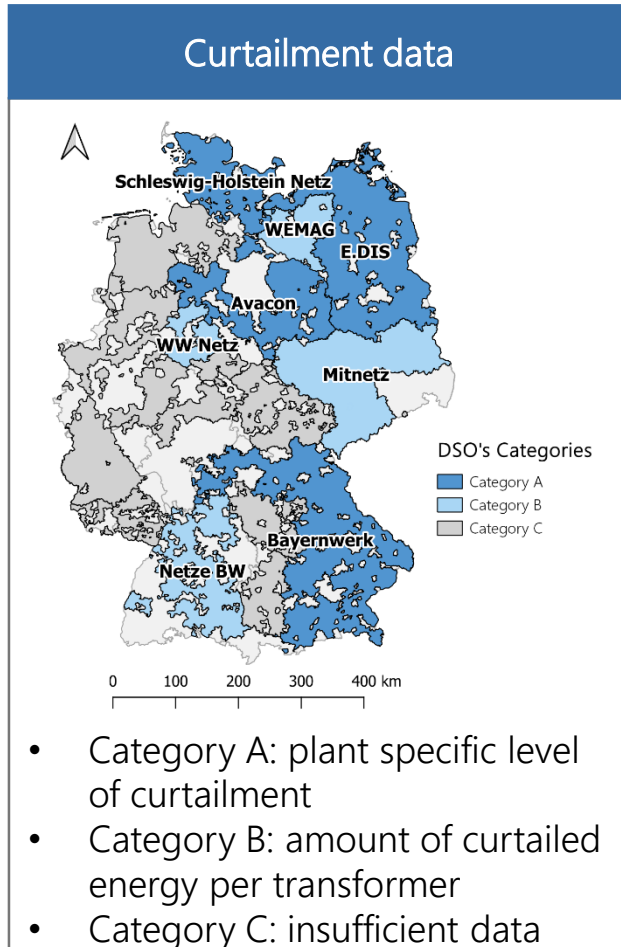 Curtailment data
Schleswig-Holstein Netz
WEMAG
E.DIS
Avacon
WW Netz
Mitnetz
DSO's Categories
Category A
Category B
Category C
Bayernwerk
Netze BW
0 100 200 300 400 km
• Category A: plant specific level
of curtailment
• Category B: amount of curtailed
energy per transformer
• Category C: insufficient data